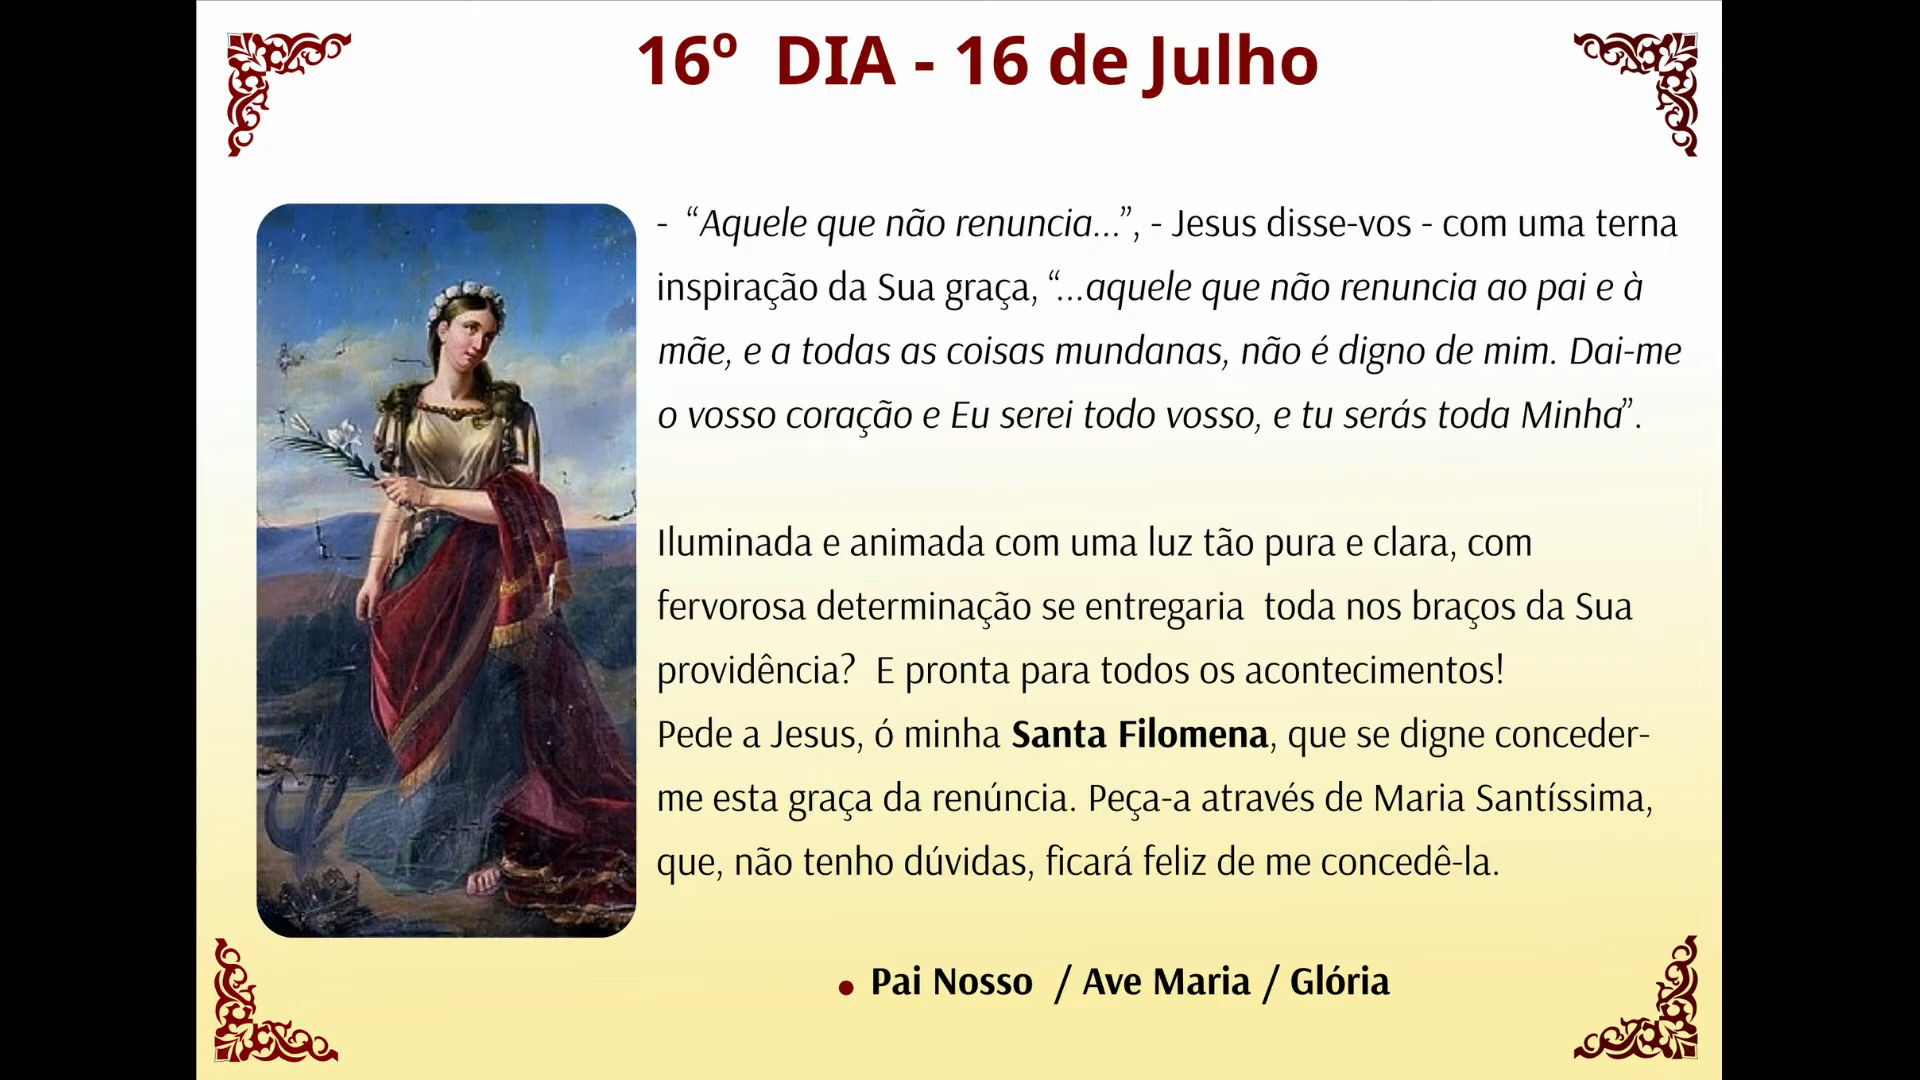 16º DIA - 16 de Julho
- “Aquele que não renuncia...”, - Jesus disse-vos - com uma terna
inspiração da Sua graça, “...aquele que não renuncia ao pai e à
mãe, e a todas as coisas mundanas, não é digno de mim. Dai-me
o vosso coração e Eu serei todo vosso, e tu serás toda Minha”.
Iluminada e animada com uma luz tão pura e clara, com
fervorosa determinação se entregaria toda nos braços da Sua
providência? E pronta para todos os acontecimentos!
Pede a Jesus, ó minha Santa Filomena, que se digne conceder-
me esta graça da renúncia. Peça-a através de Maria Santíssima,
que, não tenho dúvidas, ficará feliz de me concedê-la.
• Pai Nosso / Ave Maria / Glória